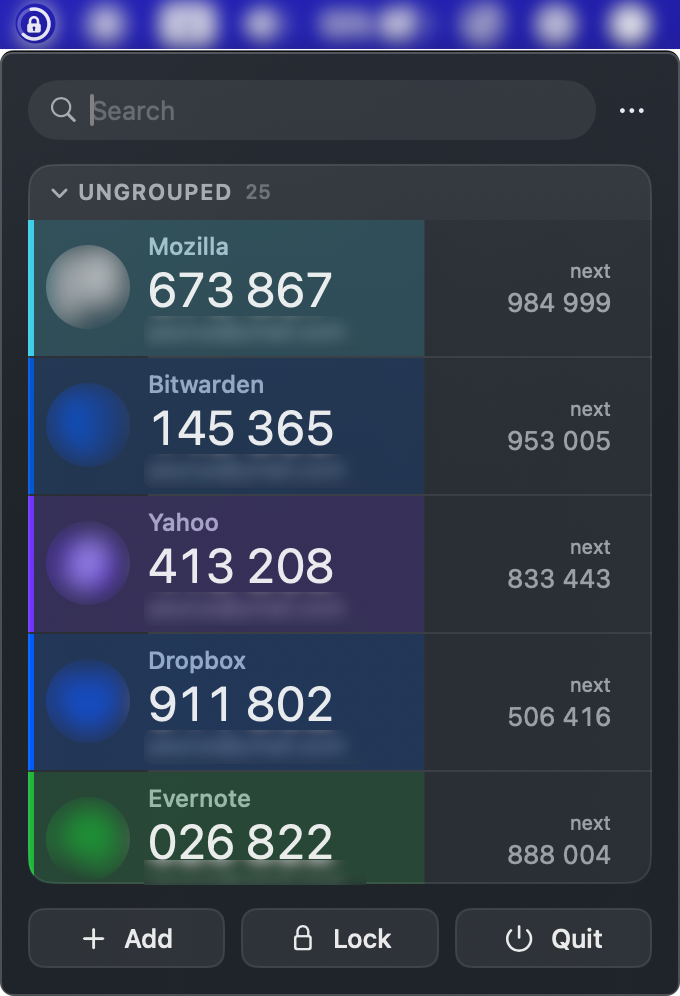 Search
UNGROUPED 25
Mozilla
673 867
next
984 999
Bitwarden
145 365
next
953 005
Yahoo
413 208
next
833 443
Dropbox
911 802
next
506 416
Evernote
026 822
next
888 004
Add
Lock
Quit